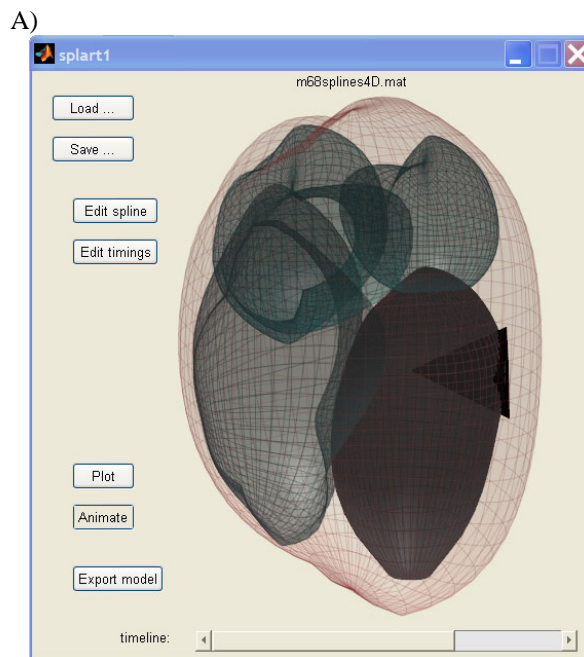 A)
splart1
m68splines4D.mat
Load ...
Save ...
Edit spline
Edit timings
Plot
Animate
Export model
timeline: